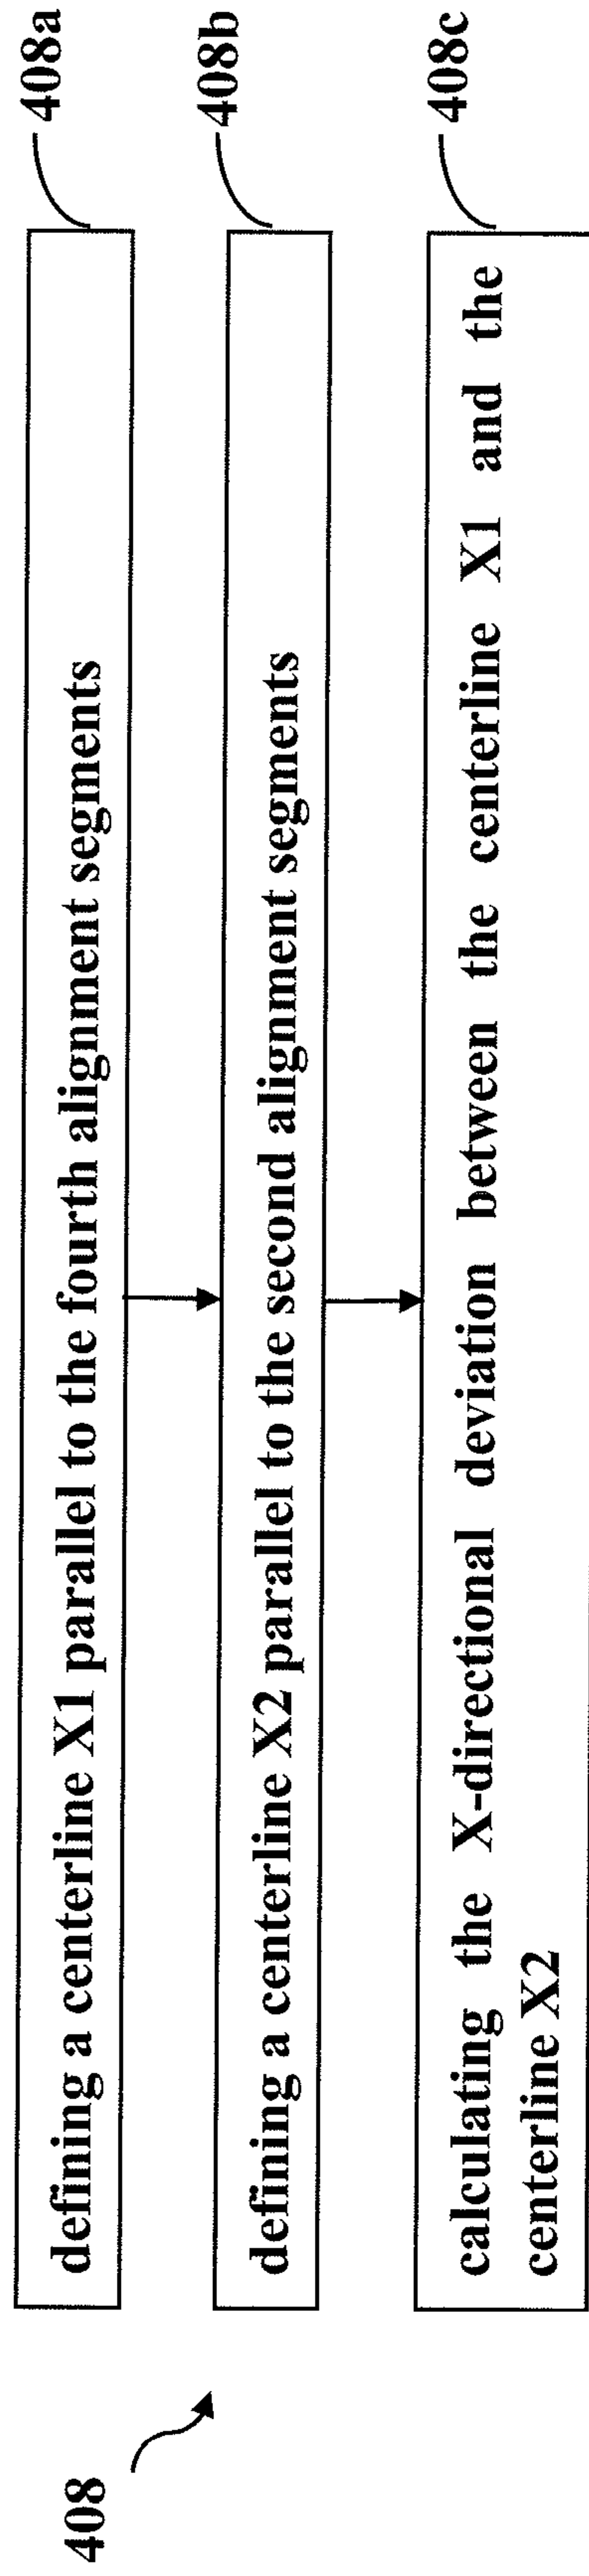 408
defining a centerline X1 parallel to the fourth alignment segments
408a
defining a centerline X2 parallel to the second alignment segments
408b
calculating the X-directional deviation between the centerline X1 and the
centerline X2
408c